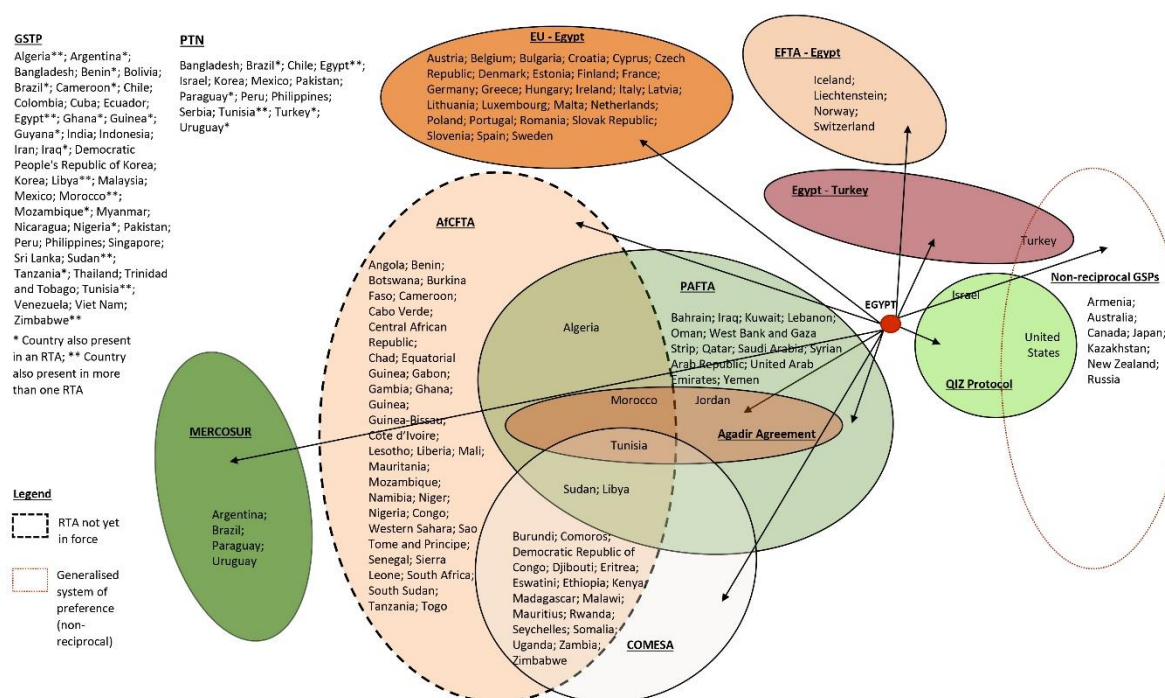 GSTP
Algeria**; Argentina*;
Bangladesh; Benin*; Bolivia;
Brazil*; Cameroon*; Chile;
Colombia; Cuba; Ecuador;
Egypt**; Ghana*; Guinea*;
Guyana*; India; Indonesia;
Iran; Iraq*; Democratic
People's Republic of Korea;
Korea; Libya**; Malaysia;
Mexico; Morocco**;
Mozambique*; Myanmar;
Nicaragua; Nigeria*; Pakistan;
Peru; Philippines; Singapore;
Sri Lanka; Sudan**;
Tanzania*; Thailand; Trinidad
and Tobago; Tunisia**;
Venezuela; Viet Nam;
Zimbabwe**
* Country also present
in an RTA; ** Country
also present in more
than one RTA
PTN
Bangladesh; Brazil*; Chile; Egypt**;
Israel; Korea; Mexico; Pakistan;
Paraguay*; Peru; Philippines;
Serbia; Tunisia**; Turkey*;
Uruguay*
EU - Egypt
Austria; Belgium; Bulgaria; Croatia; Cyprus; Czech
Republic; Denmark; Estonia; Finland; France;
Germany; Greece; Hungary; Ireland; Italy; Latvia;
Lithuania; Luxembourg; Malta; Netherlands;
Poland; Portugal; Romania; Slovak Republic;
Slovenia; Spain; Sweden
EFTA - Egypt
Iceland;
Liechtenstein;
Norway;
Switzerland
Egypt - Turkey
Turkey
Non-reciprocal GSPs
Armenia;
Australia;
Canada; Japan;
Kazakhstan;
New Zealand;
Russia
EGYPT
Israel
United
States
QIZ Protocol
AfCFTA
Angola; Benin;
Botswana; Burkina
Faso; Cameroon;
Cabo Verde;
Central African
Republic;
Chad; Equatorial
Guinea; Gabon;
Gambia; Ghana;
Guinea;
Guinea-Bissau;
Côte d'Ivoire;
Lesotho; Liberia; Mali;
Mauritania;
Mozambique;
Namibia; Niger;
Nigeria; Congo;
Western Sahara; Sao
Tome and Principe;
Senegal; Sierra
Leone; South Africa;
South Sudan;
Tanzania; Togo
Algeria
PAFTA
Bahrain; Iraq; Kuwait; Lebanon;
Oman; West Bank and Gaza
Strip; Qatar; Saudi Arabia; Syrian
Arab Republic; United Arab
Emirates; Yemen
Morocco
Jordan
Agadir Agreement
Tunisia
Sudan; Libya
Burundi; Comoros;
Democratic Republic of
Congo; Djibouti; Eritrea;
Eswatini; Ethiopia; Kenya
Madagascar; Malawi;
Mauritius; Rwanda;
Seychelles; Somalia;
Uganda; Zambia;
Zimbabwe
COMESA
MERCOSUR
Argentina;
Brazil;
Paraguay;
Uruguay
Legend
RTA not yet
in force
Generalised
system of
preference
(non-
reciprocal)